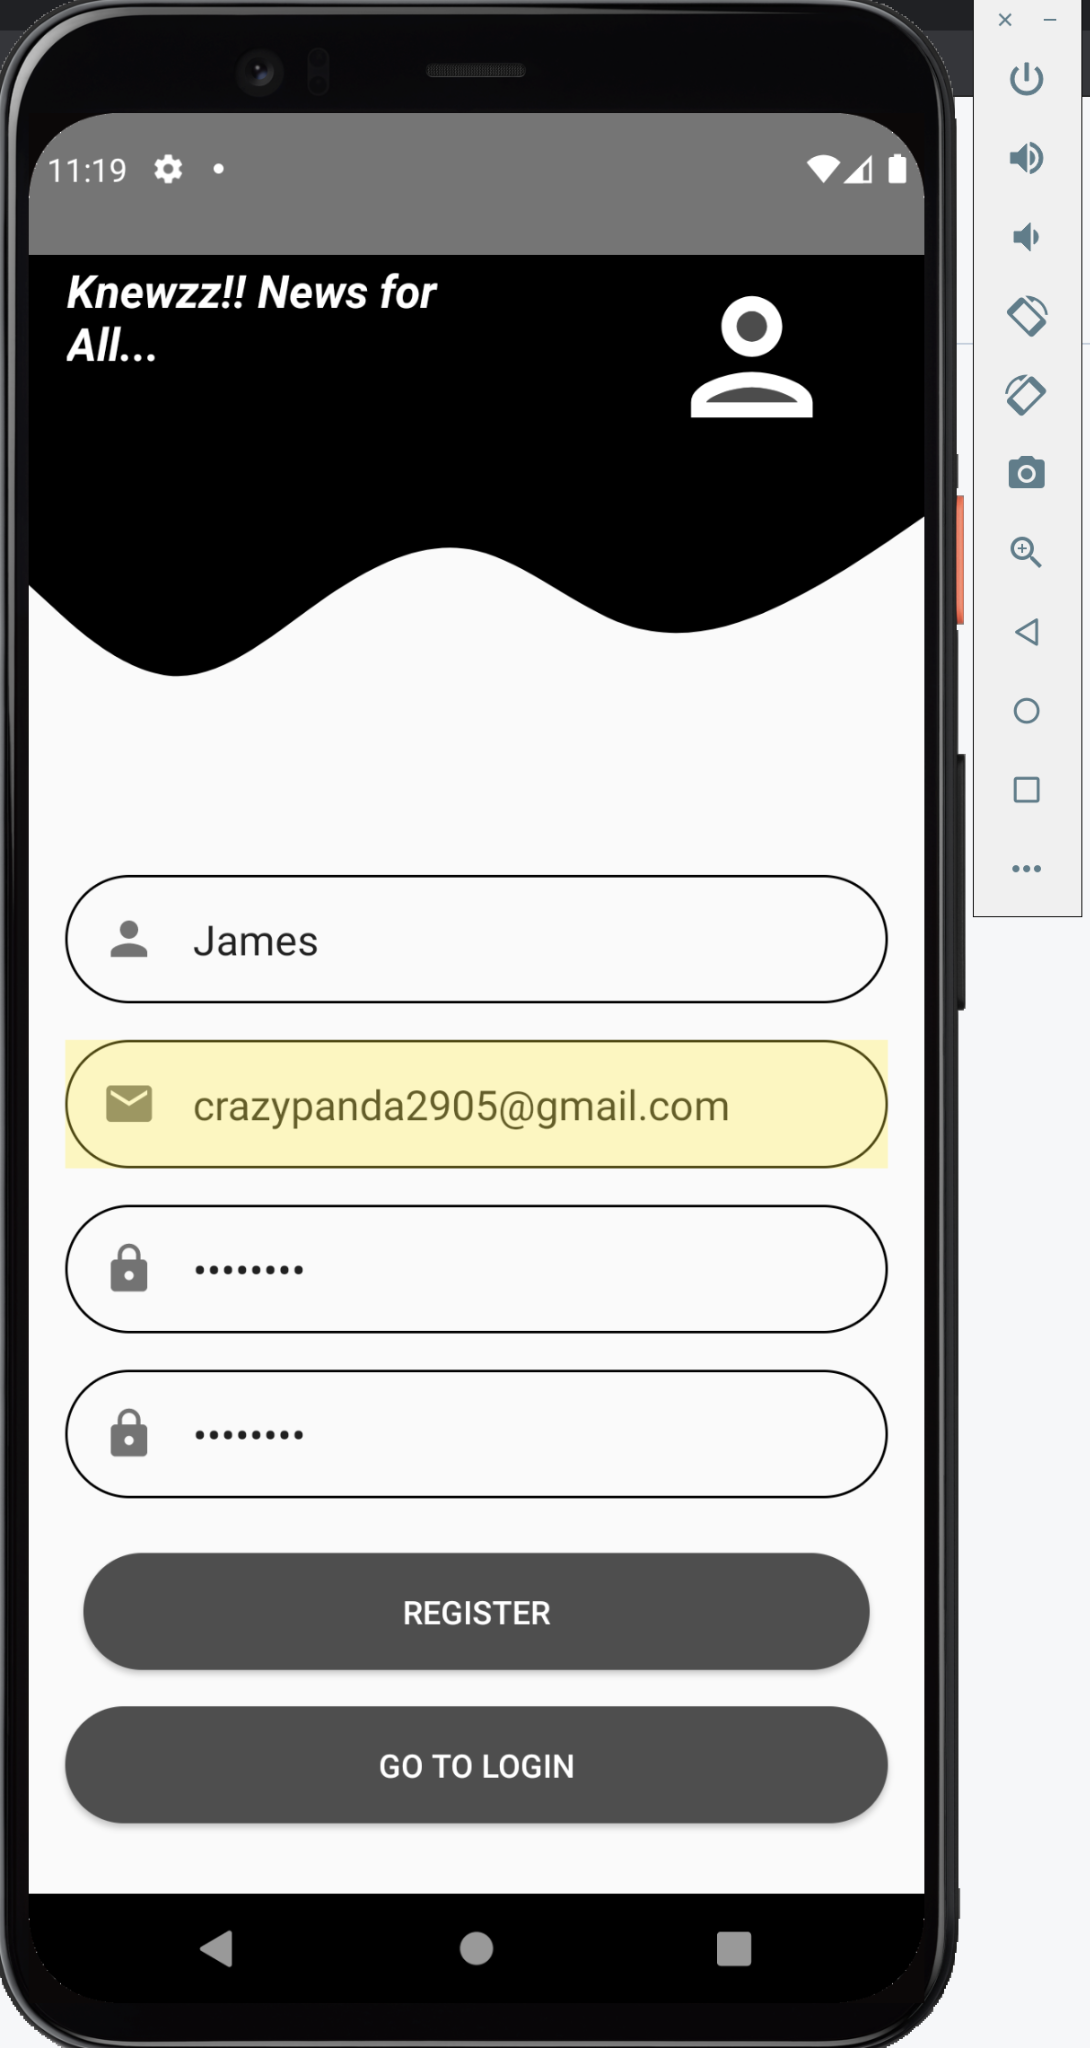 11:19
Knewzz!! News for
All...
James
crazypanda2905@gmail.com
••••••••
••••••••
REGISTER
GO TO LOGIN